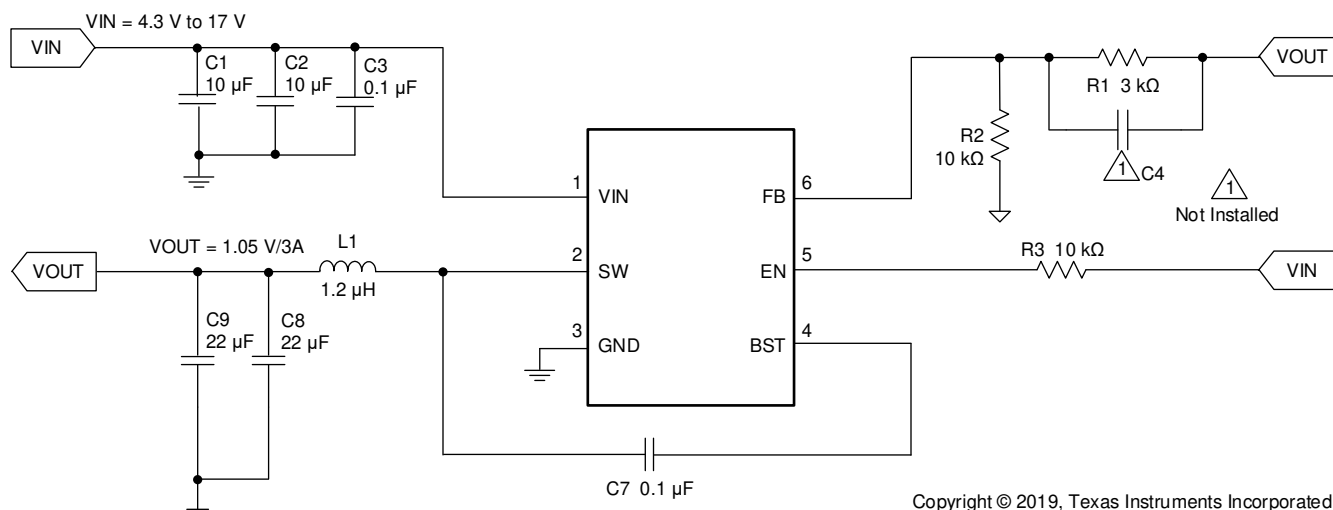 VIN = 4.3 V to 17 V
VIN
C1
10 µF
C2
10 µF
C3
0.1 µF
VOUT
R1 3 kΩ
R2
10 kΩ
1
C4
1
Not Installed
1
VIN
FB
6
VOUT = 1.05 V/3A
L1
1.2 µH
VOUT
2
SW
EN
5
R3 10 kΩ
VIN
C9
22 µF
C8
22 µF
3
GND
BST
4
C7 0.1 µF
Copyright © 2019, Texas Instruments Incorporated